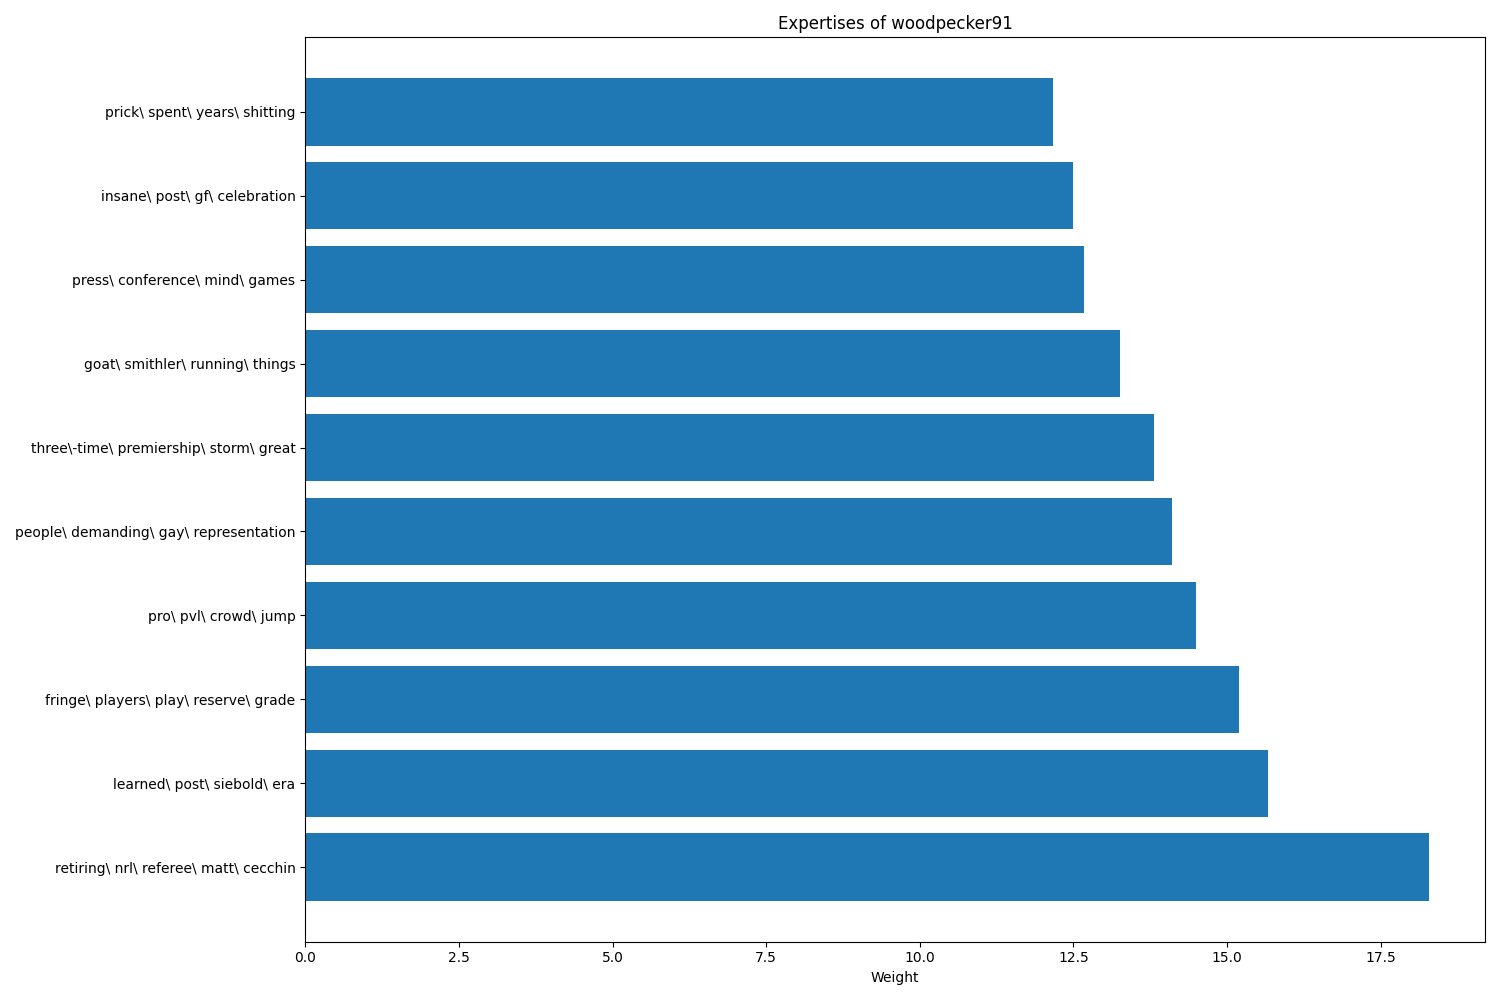 Expertises of woodpecker91
prick\ spent\ years\ shitting
insane\ post\ gf\ celebration
press\ conference\ mind\ games
goat\ smithler\ running\ things
three\-time\ premiership\ storm\ great
people\ demanding\ gay\ representation
pro\ pvl\ crowd\ jump
fringe\ players\ play\ reserve\ grade
learned\ post\ siebold\ era
retiring\ nrl\ referee\ matt\ cecchin
0.0 2.5 5.0 7.5 10.0 12.5 15.0 17.5
Weight